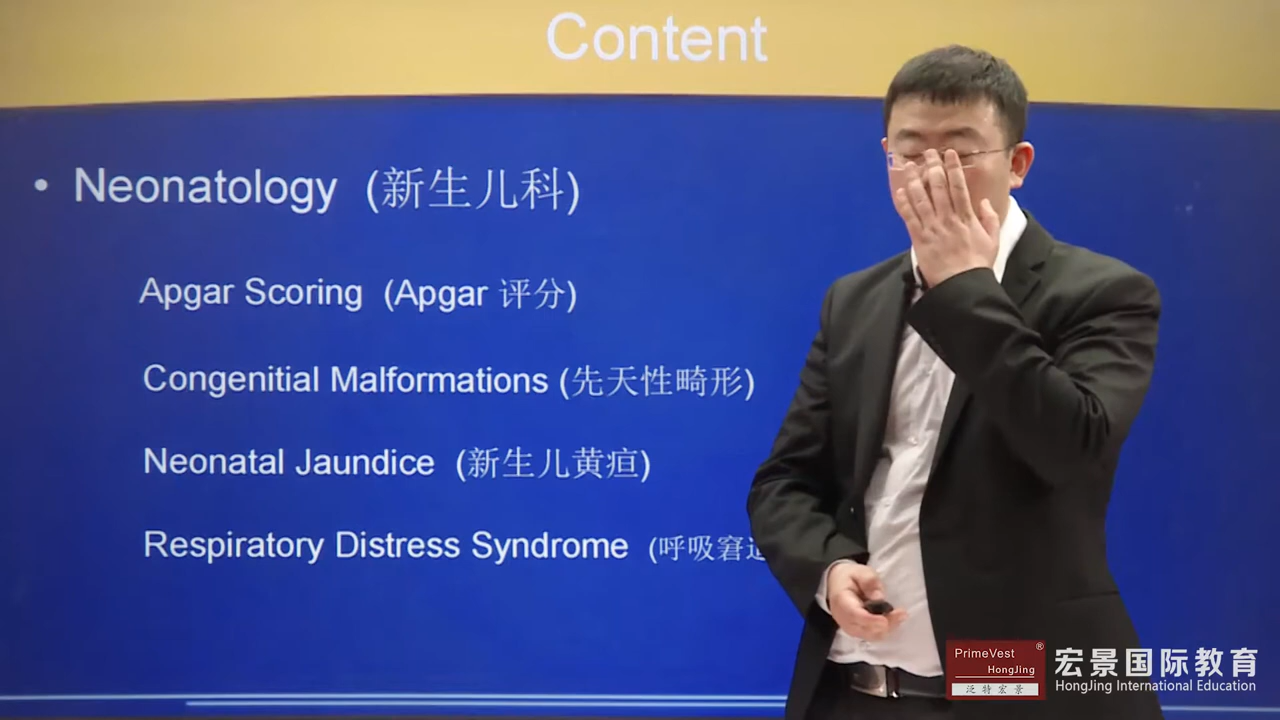 Content
• Neonatology (新生儿科)
Apgar Scoring (Apgar 评分)
Congenitial Malformations (先天性畸形)
Neonatal Jaundice (新生儿黄疸)
Respiratory Distress Syndrome (呼吸窘
PrimeVest ®
HongJing
泛特宏景
宏景国际教育
HongJing International Education